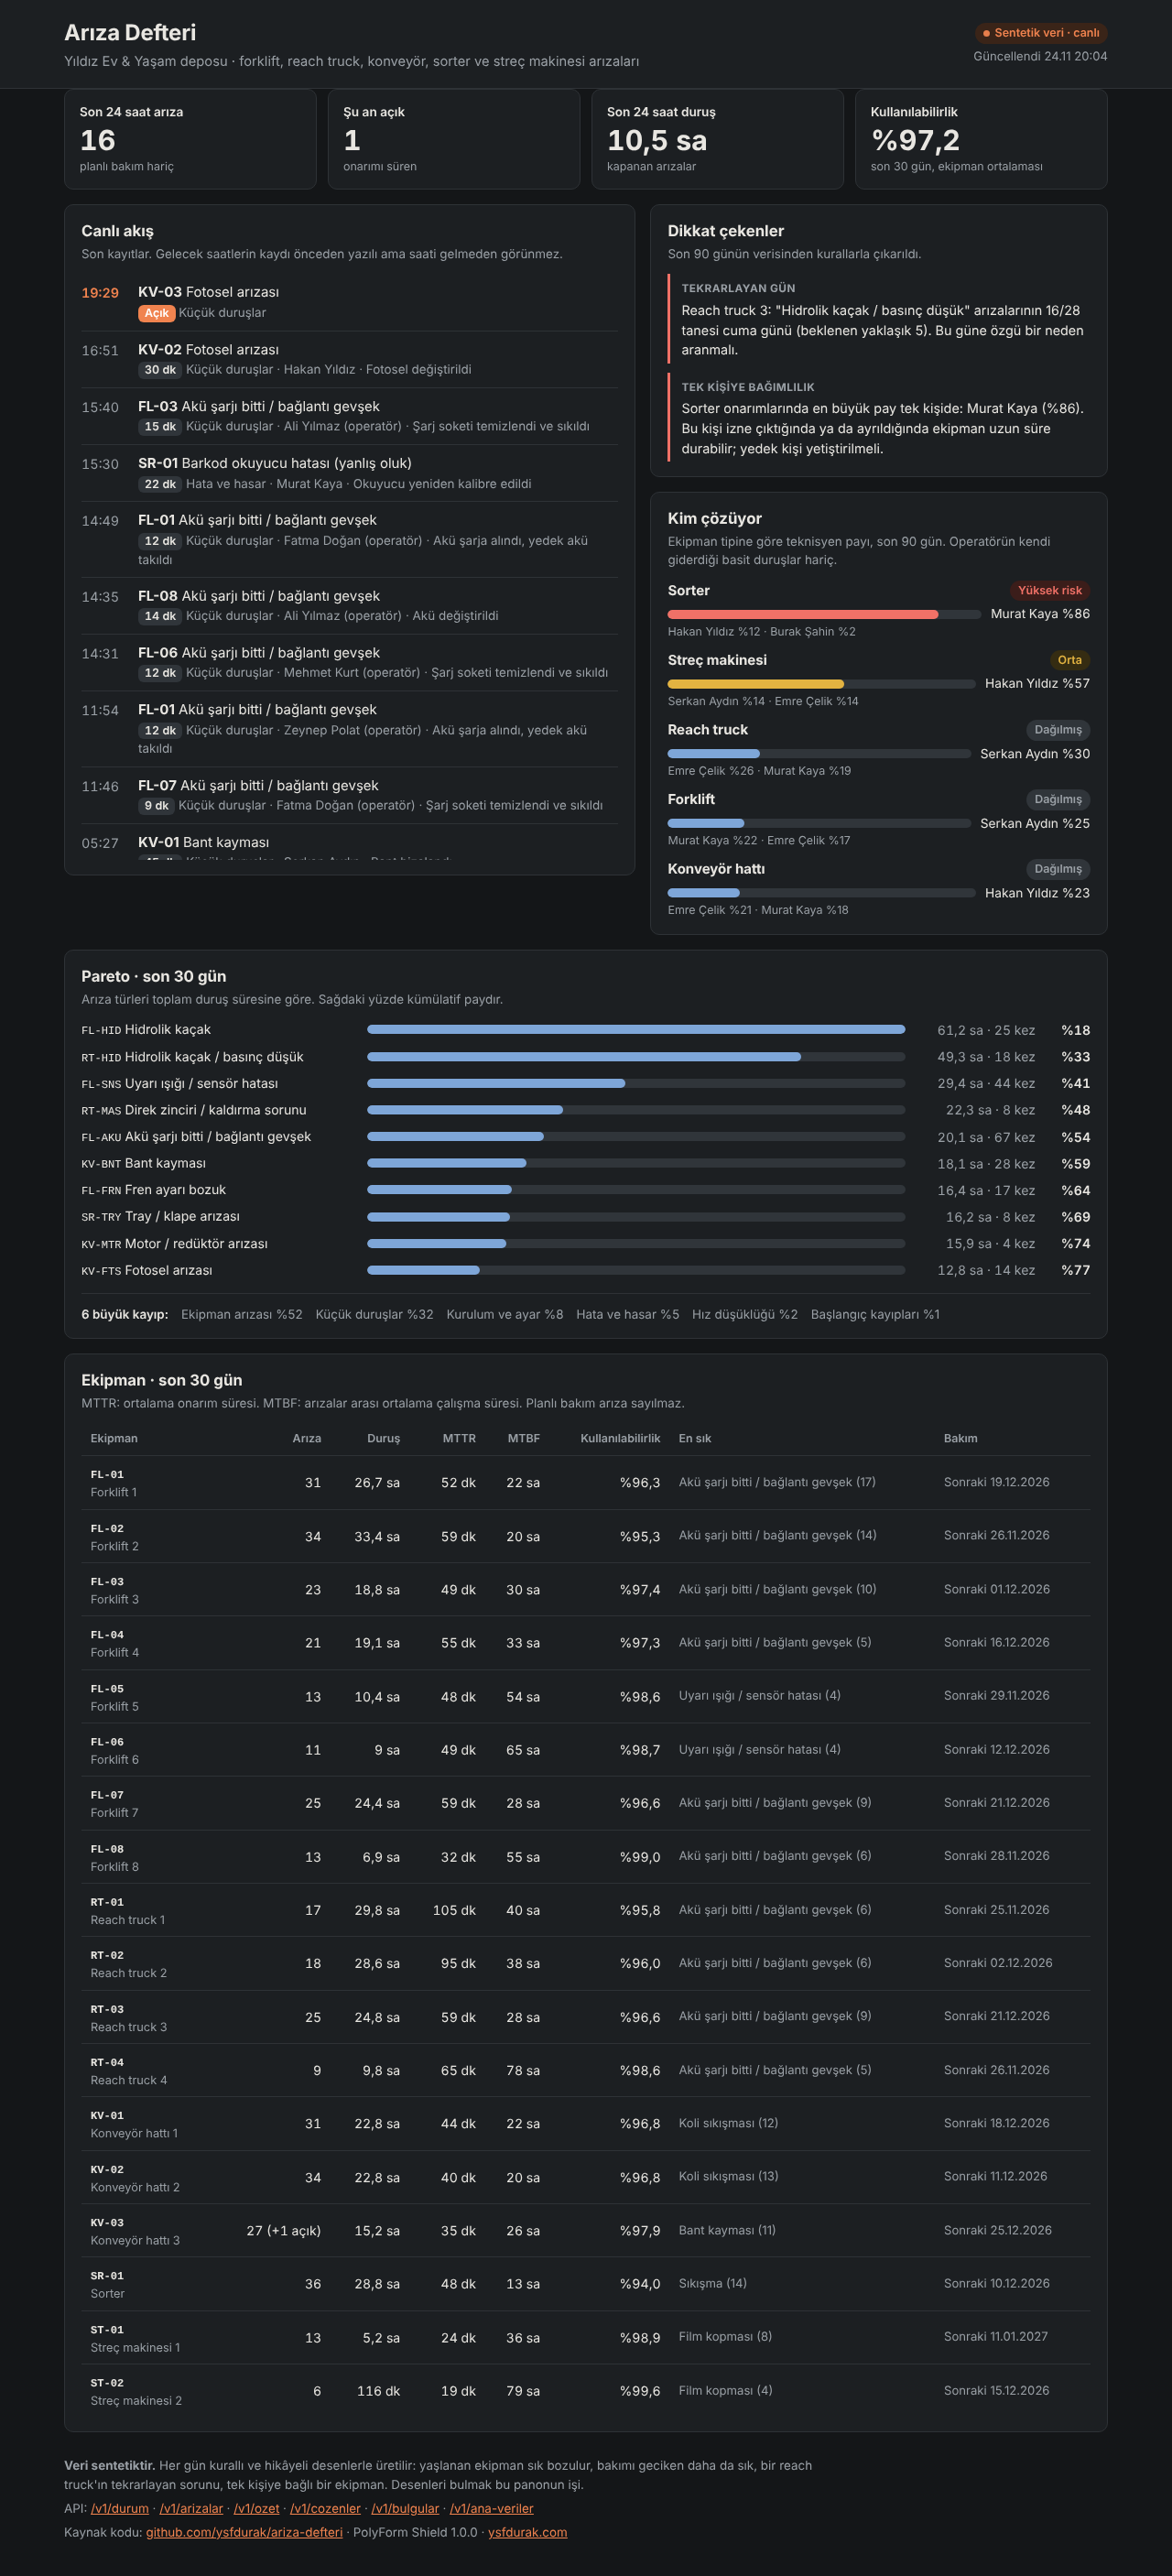 Arıza Defteri
Yıldız Ev & Yaşam deposu · forklift, reach truck, konveyör, sorter ve streç makinesi arızaları
Sentetik veri · canlı
Güncellendi 24.11 20:04
Son 24 saat arıza
16
planlı bakım hariç
Şu an açık
1
onarımı süren
Son 24 saat duruş
10,5 sa
kapanan arızalar
Kullanılabilirlik
%97,2
son 30 gün, ekipman ortalaması
Canlı akış
Son kayıtlar. Gelecek saatlerin kaydı önceden yazılı ama saati gelmeden görünmez.
19:29 KV-03 Fotosel arızası
Açık Küçük duruşlar
16:51 KV-02 Fotosel arızası
30 dk Küçük duruşlar · Hakan Yıldız · Fotosel değiştirildi
15:40 FL-03 Akü şarjı bitti / bağlantı gevşek
15 dk Küçük duruşlar · Ali Yılmaz (operatör) · Şarj soketi temizlendi ve sıkıldı
15:30 SR-01 Barkod okuyucu hatası (yanlış oluk)
22 dk Hata ve hasar · Murat Kaya · Okuyucu yeniden kalibre edildi
14:49 FL-01 Akü şarjı bitti / bağlantı gevşek
12 dk Küçük duruşlar · Fatma Doğan (operatör) · Akü şarja alındı, yedek akü
takıldı
14:35 FL-08 Akü şarjı bitti / bağlantı gevşek
14 dk Küçük duruşlar · Ali Yılmaz (operatör) · Akü değiştirildi
14:31 FL-06 Akü şarjı bitti / bağlantı gevşek
12 dk Küçük duruşlar · Mehmet Kurt (operatör) · Şarj soketi temizlendi ve sıkıldı
11:54 FL-01 Akü şarjı bitti / bağlantı gevşek
12 dk Küçük duruşlar · Zeynep Polat (operatör) · Akü şarja alındı, yedek akü
takıldı
11:46 FL-07 Akü şarjı bitti / bağlantı gevşek
9 dk Küçük duruşlar · Fatma Doğan (operatör) · Şarj soketi temizlendi ve sıkıldı
05:27 KV-01 Bant kayması
Dikkat çekenler
Son 90 günün verisinden kurallarla çıkarıldı.
TEKRARLAYAN GÜN
Reach truck 3: "Hidrolik kaçak / basınç düşük" arızalarının 16/28
tanesi cuma günü (beklenen yaklaşık 5). Bu güne özgü bir neden
aranmalı.
TEK KİŞİYE BAĞIMLILIK
Sorter onarımlarında en büyük pay tek kişide: Murat Kaya (%86).
Bu kişi izne çıktığında ya da ayrıldığında ekipman uzun süre
durabilir; yedek kişi yetiştirilmeli.
Kim çözüyor
Ekipman tipine göre teknisyen payı, son 90 gün. Operatörün kendi
giderdiği basit duruşlar hariç.
Sorter Yüksek risk
Murat Kaya %86
Hakan Yıldız %12 · Burak Şahin %2
Streç makinesi Orta
Hakan Yıldız %57
Serkan Aydın %14 · Emre Çelik %14
Reach truck Dağılmış
Serkan Aydın %30
Emre Çelik %26 · Murat Kaya %19
Forklift Dağılmış
Serkan Aydın %25
Murat Kaya %22 · Emre Çelik %17
Konveyör hattı Dağılmış
Hakan Yıldız %23
Emre Çelik %21 · Murat Kaya %18
Pareto · son 30 gün
Arıza türleri toplam duruş süresine göre. Sağdaki yüzde kümülatif paydır.
FL-HID Hidrolik kaçak 61,2 sa · 25 kez %18
RT-HID Hidrolik kaçak / basınç düşük 49,3 sa · 18 kez %33
FL-SNS Uyarı ışığı / sensör hatası 29,4 sa · 44 kez %41
RT-MAS Direk zinciri / kaldırma sorunu 22,3 sa · 8 kez %48
FL-AKU Akü şarjı bitti / bağlantı gevşek 20,1 sa · 67 kez %54
KV-BNT Bant kayması 18,1 sa · 28 kez %59
FL-FRN Fren ayarı bozuk 16,4 sa · 17 kez %64
SR-TRY Tray / klape arızası 16,2 sa · 8 kez %69
KV-MTR Motor / redüktör arızası 15,9 sa · 4 kez %74
KV-FTS Fotosel arızası 12,8 sa · 14 kez %77
6 büyük kayıp: Ekipman arızası %52 Küçük duruşlar %32 Kurulum ve ayar %8 Hata ve hasar %5 Hız düşüklüğü %2 Başlangıç kayıpları %1
Ekipman · son 30 gün
MTTR: ortalama onarım süresi. MTBF: arızalar arası ortalama çalışma süresi. Planlı bakım arıza sayılmaz.
Ekipman Arıza Duruş MTTR MTBF Kullanılabilirlik En sık Bakım
FL-01
Forklift 1 31 26,7 sa 52 dk 22 sa %96,3 Akü şarjı bitti / bağlantı gevşek (17) Sonraki 19.12.2026
FL-02
Forklift 2 34 33,4 sa 59 dk 20 sa %95,3 Akü şarjı bitti / bağlantı gevşek (14) Sonraki 26.11.2026
FL-03
Forklift 3 23 18,8 sa 49 dk 30 sa %97,4 Akü şarjı bitti / bağlantı gevşek (10) Sonraki 01.12.2026
FL-04
Forklift 4 21 19,1 sa 55 dk 33 sa %97,3 Akü şarjı bitti / bağlantı gevşek (5) Sonraki 16.12.2026
FL-05
Forklift 5 13 10,4 sa 48 dk 54 sa %98,6 Uyarı ışığı / sensör hatası (4) Sonraki 29.11.2026
FL-06
Forklift 6 11 9 sa 49 dk 65 sa %98,7 Uyarı ışığı / sensör hatası (4) Sonraki 12.12.2026
FL-07
Forklift 7 25 24,4 sa 59 dk 28 sa %96,6 Akü şarjı bitti / bağlantı gevşek (9) Sonraki 21.12.2026
FL-08
Forklift 8 13 6,9 sa 32 dk 55 sa %99,0 Akü şarjı bitti / bağlantı gevşek (6) Sonraki 28.11.2026
RT-01
Reach truck 1 17 29,8 sa 105 dk 40 sa %95,8 Akü şarjı bitti / bağlantı gevşek (6) Sonraki 25.11.2026
RT-02
Reach truck 2 18 28,6 sa 95 dk 38 sa %96,0 Akü şarjı bitti / bağlantı gevşek (6) Sonraki 02.12.2026
RT-03
Reach truck 3 25 24,8 sa 59 dk 28 sa %96,6 Akü şarjı bitti / bağlantı gevşek (9) Sonraki 21.12.2026
RT-04
Reach truck 4 9 9,8 sa 65 dk 78 sa %98,6 Akü şarjı bitti / bağlantı gevşek (5) Sonraki 26.11.2026
KV-01
Konveyör hattı 1 31 22,8 sa 44 dk 22 sa %96,8 Koli sıkışması (12) Sonraki 18.12.2026
KV-02
Konveyör hattı 2 34 22,8 sa 40 dk 20 sa %96,8 Koli sıkışması (13) Sonraki 11.12.2026
KV-03
Konveyör hattı 3 27 (+1 açık) 15,2 sa 35 dk 26 sa %97,9 Bant kayması (11) Sonraki 25.12.2026
SR-01
Sorter 36 28,8 sa 48 dk 13 sa %94,0 Sıkışma (14) Sonraki 10.12.2026
ST-01
Streç makinesi 1 13 5,2 sa 24 dk 36 sa %98,9 Film kopması (8) Sonraki 11.01.2027
ST-02
Streç makinesi 2 6 116 dk 19 dk 79 sa %99,6 Film kopması (4) Sonraki 15.12.2026
Veri sentetiktir. Her gün kurallı ve hikâyeli desenlerle üretilir: yaşlanan ekipman sık bozulur, bakımı geciken daha da sık, bir reach
truck'ın tekrarlayan sorunu, tek kişiye bağlı bir ekipman. Desenleri bulmak bu panonun işi.
API: /v1/durum · /v1/arizalar · /v1/ozet · /v1/cozenler · /v1/bulgular · /v1/ana-veriler
Kaynak kodu: github.com/ysfdurak/ariza-defteri · PolyForm Shield 1.0.0 · ysfdurak.com